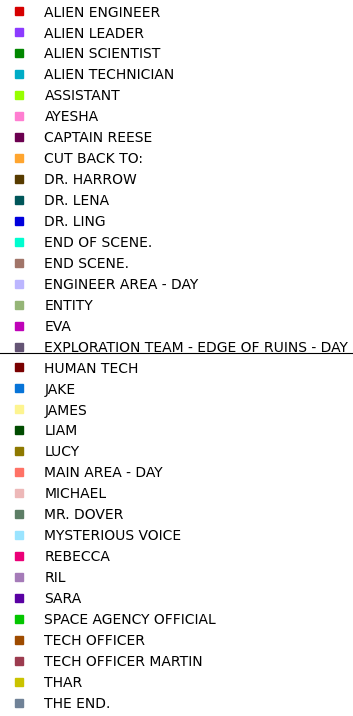 ALIEN ENGINEER
ALIEN LEADER
ALIEN SCIENTIST
ALIEN TECHNICIAN
ASSISTANT
AYESHA
CAPTAIN REESE
CUT BACK TO:
DR. HARROW
DR. LENA
DR. LING
END OF SCENE.
END SCENE.
ENGINEER AREA - DAY
ENTITY
EVA
EXPLORATION TEAM - EDGE OF RUINS - DAY
HUMAN TECH
JAKE
JAMES
LIAM
LUCY
MAIN AREA - DAY
MICHAEL
MR. DOVER
MYSTERIOUS VOICE
REBECCA
RIL
SARA
SPACE AGENCY OFFICIAL
TECH OFFICER
TECH OFFICER MARTIN
THAR
THE END.